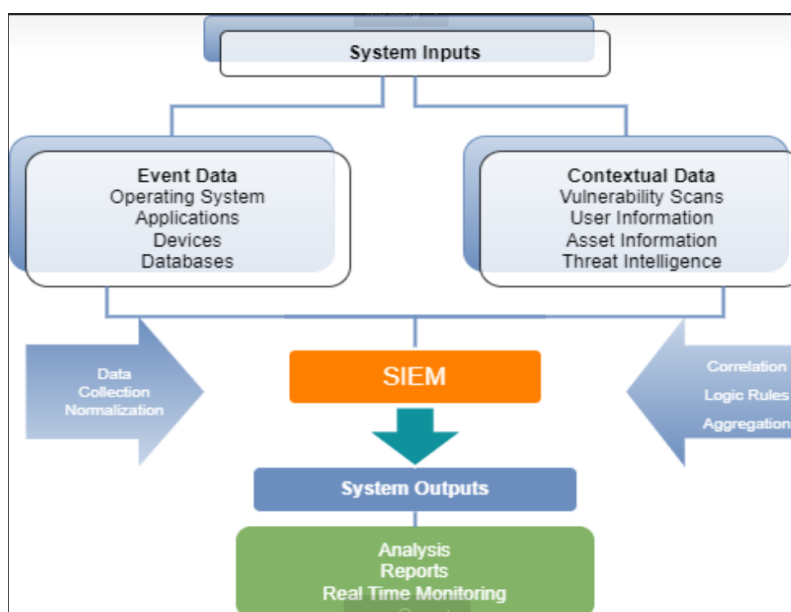 System Inputs
Event Data
Operating System
Applications
Devices
Databases
Contextual Data
Vulnerability Scans
User Information
Asset Information
Threat Intelligence
Data
Collection
Normalization
SIEM
Correlation
Logic Rules
Aggregation
System Outputs
Analysis
Reports
Real Time Monitoring